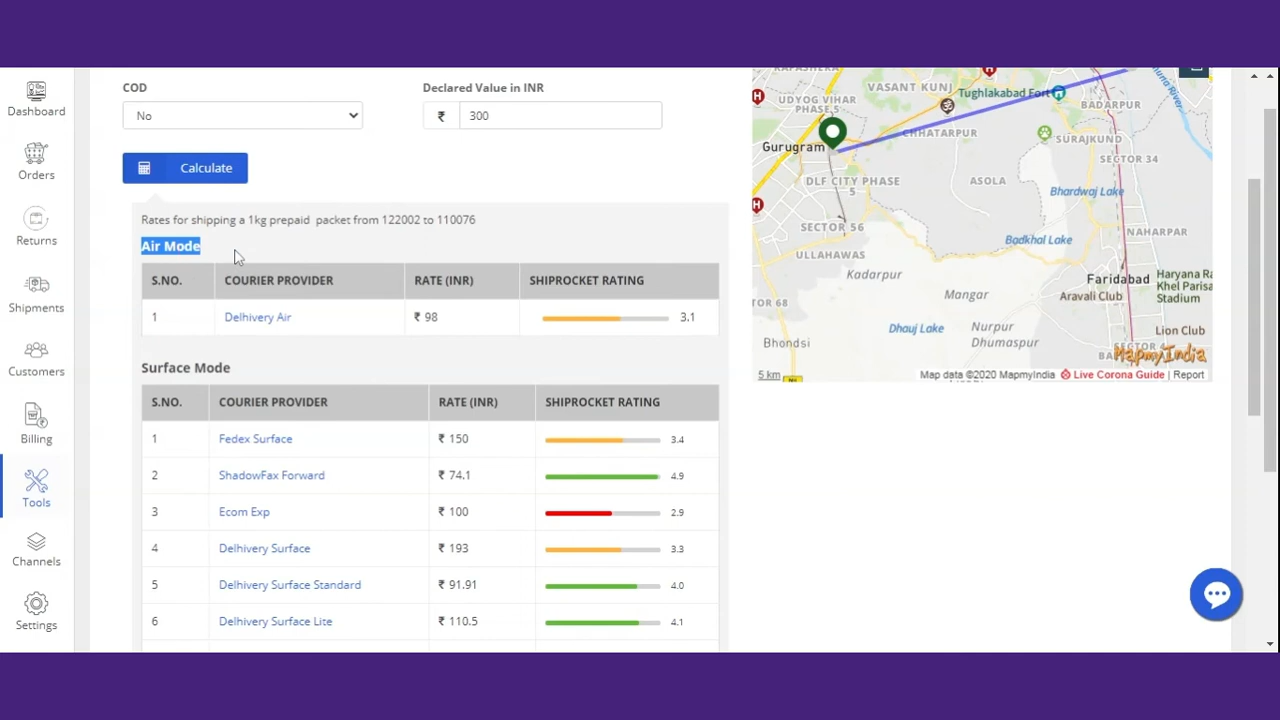 Dashboard
Orders
Returns
Shipments
Customers
Billing
Tools
Channels
Settings
COD
Declared Value in INR
No
₹ 300
Calculate
Rates for shipping a 1kg prepaid packet from 122002 to 110076
Air Mode
S.NO. COURIER PROVIDER RATE (INR) SHIPROCKET RATING
1 Delhivery Air ₹ 98 3.1
Surface Mode
S.NO. COURIER PROVIDER RATE (INR) SHIPROCKET RATING
1 Fedex Surface ₹ 150 3.4
2 ShadowFax Forward ₹ 74.1 4.9
3 Ecom Exp ₹ 100 2.9
4 Delhivery Surface ₹ 193 3.3
5 Delhivery Surface Standard ₹ 91.91 4.0
6 Delhivery Surface Lite ₹ 110.5 4.1
UDYOG VIHAR
PHASE 5
VASANT KUNJ
Tughlakabad Fort
BADARPUR
Gurugram
CHHATARPUR
SURAJKUND
SECTOR 34
DLF CITY PHASE
5
ASOLA
Bhardwaj Lake
SECTOR 56
ULLAHAWAS
Badkhal Lake
NAHARPAR
Kadarpur
Faridabad
Haryana
Khel Parisa
Stadium
Mangar
Aravali Club
Dhauj Lake
Nurpur
Dhumaspur
Lion Club
SECTOR
Bhondsi
MapmyIndia
5 km
Map data ©2020 MapmyIndia Live Corona Guide | Report